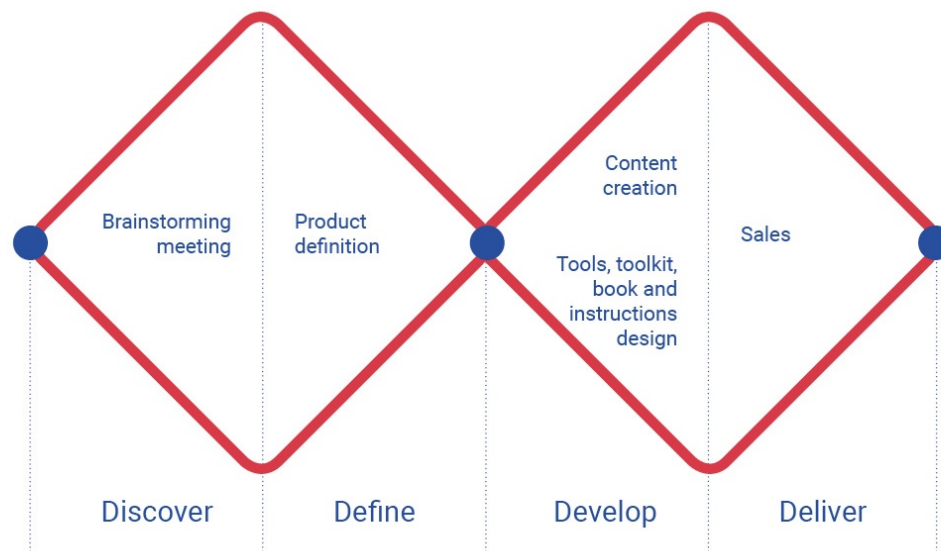 Brainstorming
meeting
Product
definition
Content
creation
Tools, toolkit,
book and
instructions
design
Sales
Discover
Define
Develop
Deliver